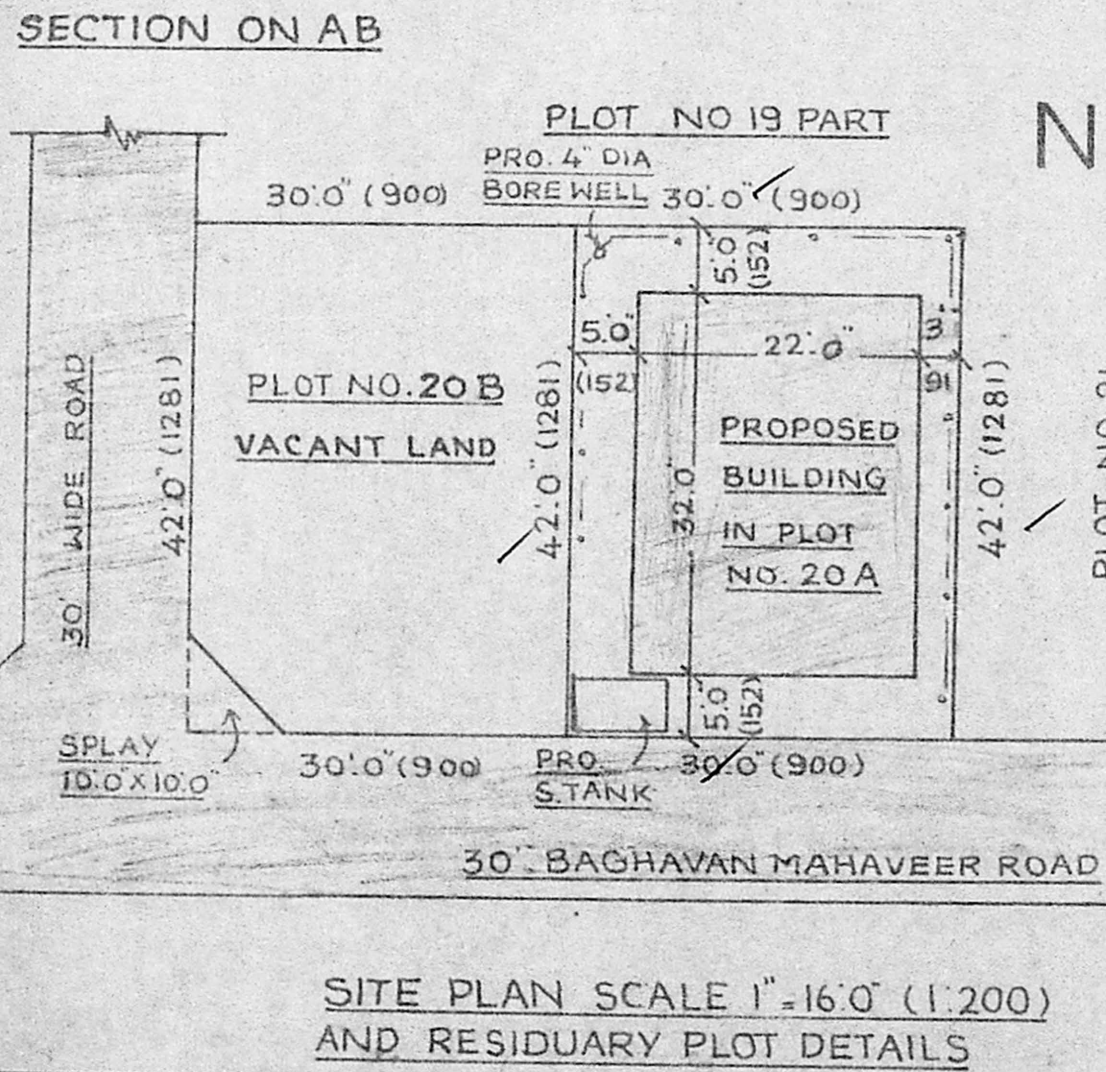 SECTION ON AB
N
PLOT NO 19 PART
PRO. 4" DIA
BORE WELL
30'.0" (900)
30'.0" (900)
5'.0"
(152)
5'.0"
(152)
22'.0"
3'
91
30' WIDE ROAD
42'.0" (1281)
PLOT NO. 20 B
VACANT LAND
42'.0" (1281)
32'.0"
PROPOSED
BUILDING
IN PLOT
NO. 20 A
42'.0" (1281)
PLOT NO
5'.0"
(152)
SPLAY
10'.0"X10'.0"
30'.0" (900)
PRO.
S.TANK
30'.0" (900)
30'. BAGHAVAN MAHAVEER ROAD
SITE PLAN SCALE 1"=16'.0" (1:200)
AND RESIDUARY PLOT DETAILS